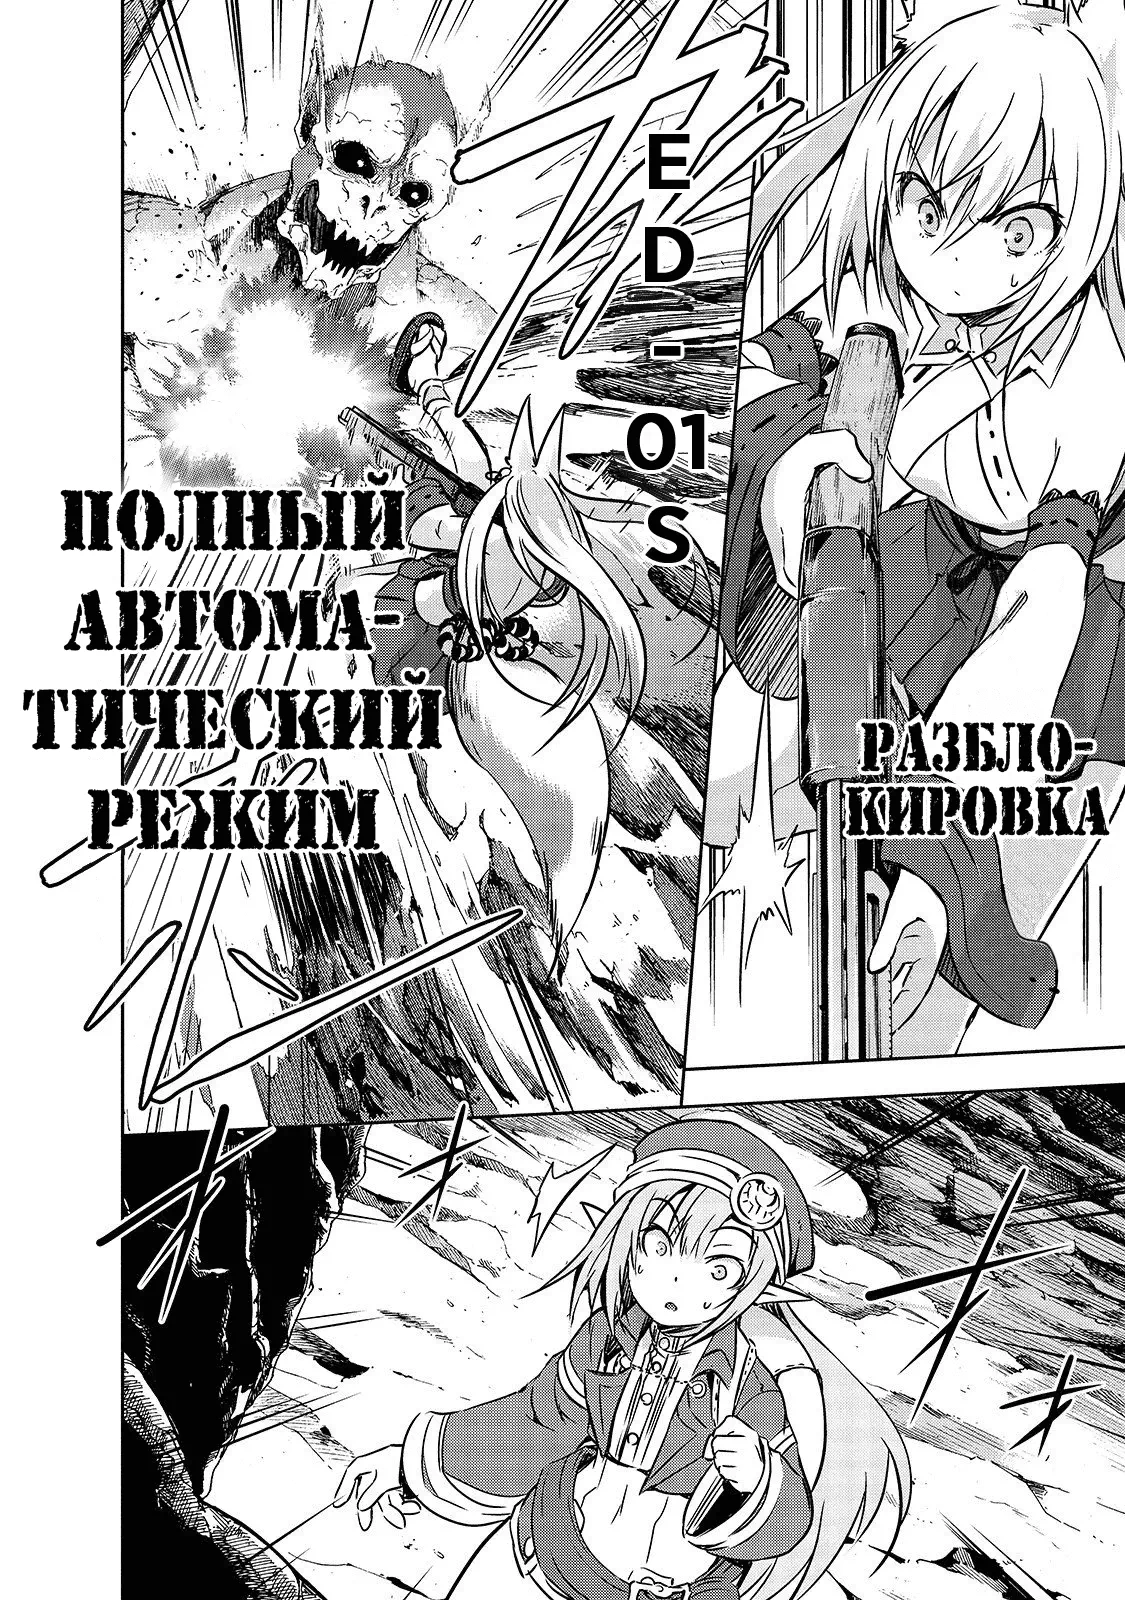 РАЗБЛО-
КИРОВКА
ED-01S
ПОЛНЫЙ
АВТОМА-
ТИЧЕСКИЙ
РЕЖИМ